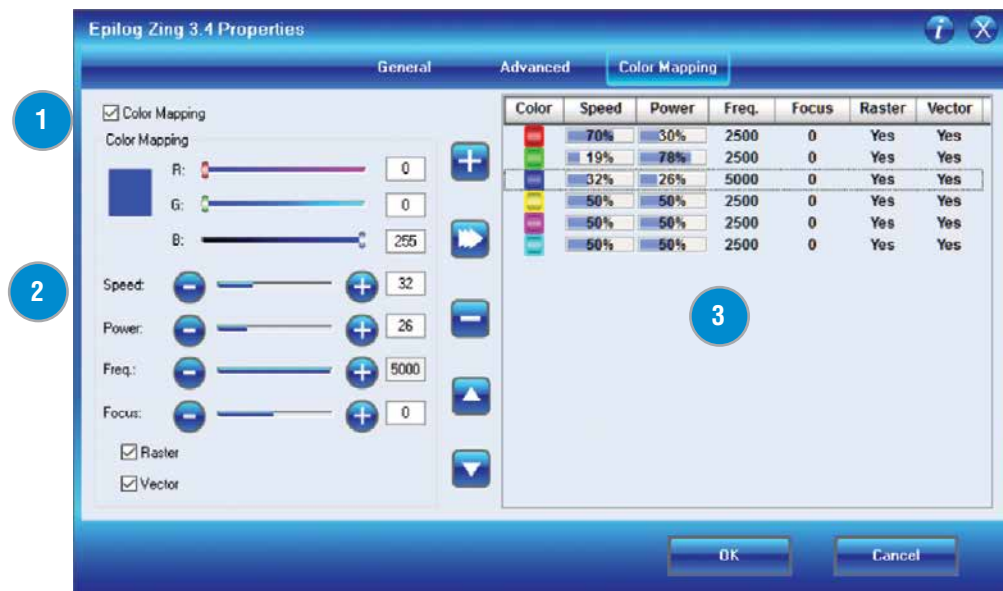 Epilog Zing 3.4 Properties
i X
General Advanced Color Mapping
1
Color Mapping
Color Mapping
R: 0
G: 0
B: 255
2
Speed: 32
Power: 26
Freq.: 5000
Focus: 0
Raster
Vector
Color Speed Power Freq. Focus Raster Vector
70% 30% 2500 0 Yes Yes
19% 78% 2500 0 Yes Yes
32% 26% 5000 0 Yes Yes
50% 50% 2500 0 Yes Yes
50% 50% 2500 0 Yes Yes
50% 50% 2500 0 Yes Yes
3
OK Cancel